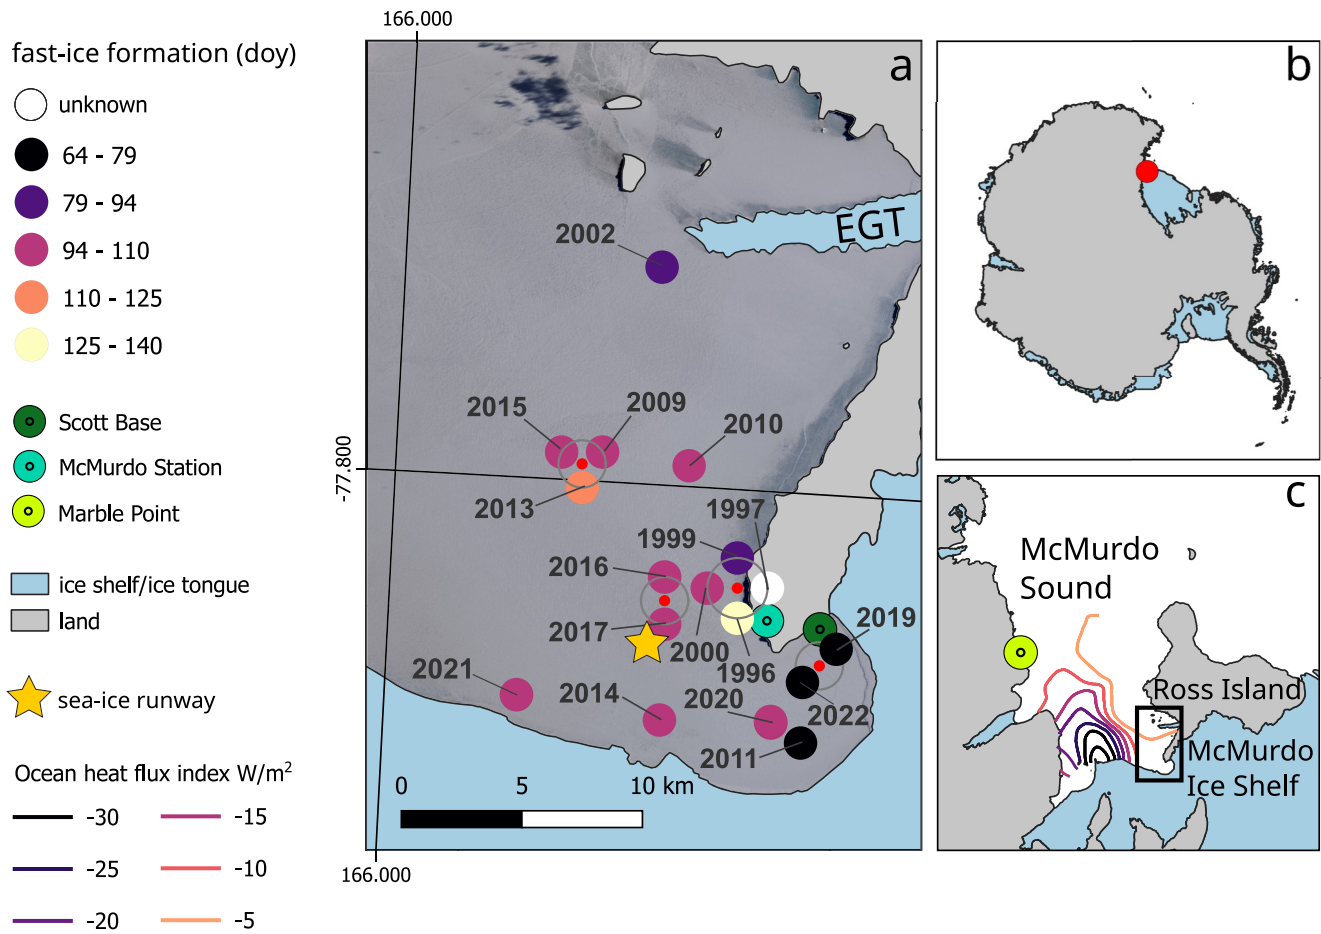 fast-ice formation (doy)
unknown
64 - 79
79 - 94
94 - 110
110 - 125
125 - 140
Scott Base
McMurdo Station
Marble Point
ice shelf/ice tongue
land
sea-ice runway
Ocean heat flux index W/m²
-30
-15
-25
-10
-20
-5
166.000
a
2002
EGT
2015
2009
2010
-77.800
2013
1997
1999
2016
2019
2017
2000
1996
2021
2014
2020
2022
2011
0
5
10 km
166.000
b
c
McMurdo
Sound
Ross Island
McMurdo
Ice Shelf